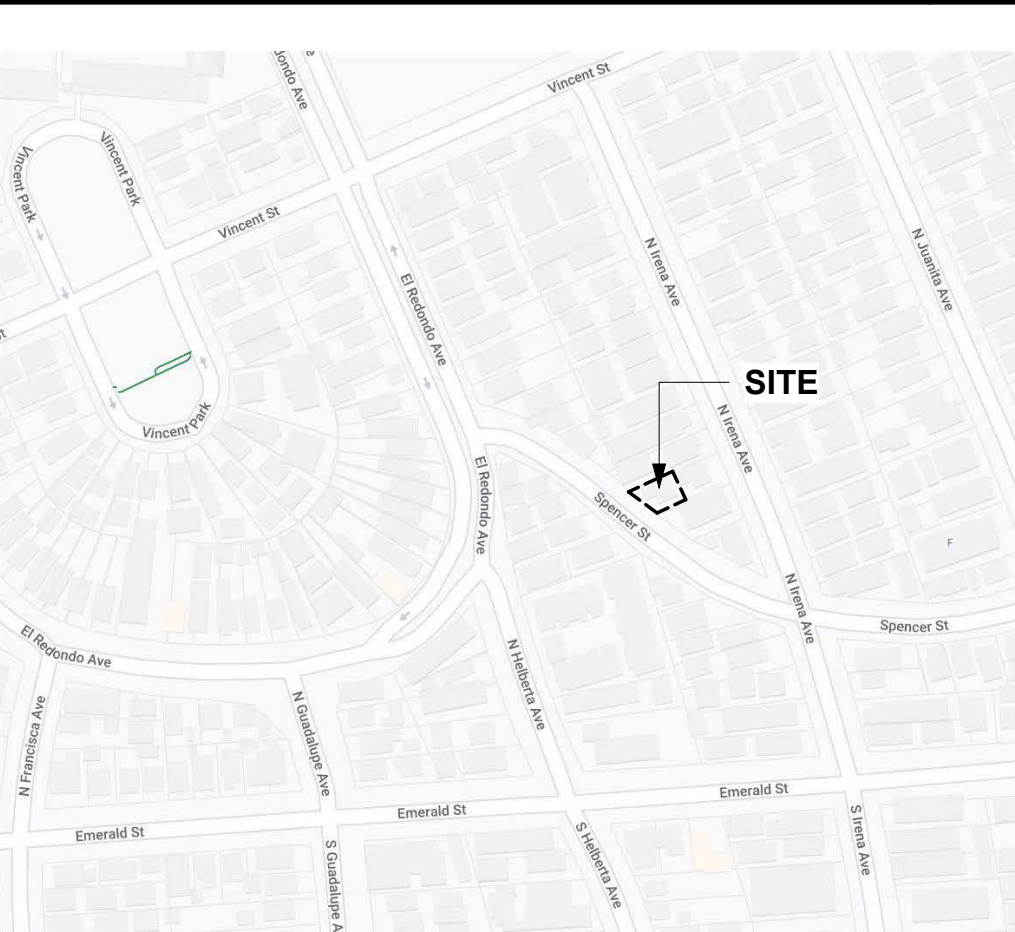 ondo Ave
Vincent St
Vincent Park
Vincent Park
Vincent St
N Juanita Ave
N Irena Ave
El Redondo Ave
SITE
Vincent Park
N Irena Ave
El Redondo Ave
Spencer St
F
N Irena Ave
Spencer St
El Redondo Ave
N Helberta Ave
N Francisca Ave
N Guadalupe Ave
Emerald St
Emerald St
Emerald St
S Irena Ave
S Guadalupe A
S Helberta Ave